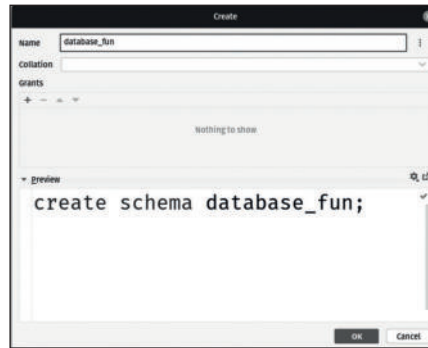 Create
Name
database_fun
Collation
Grants
Nothing to show
Preview
create schema database_fun;
OK
Cancel